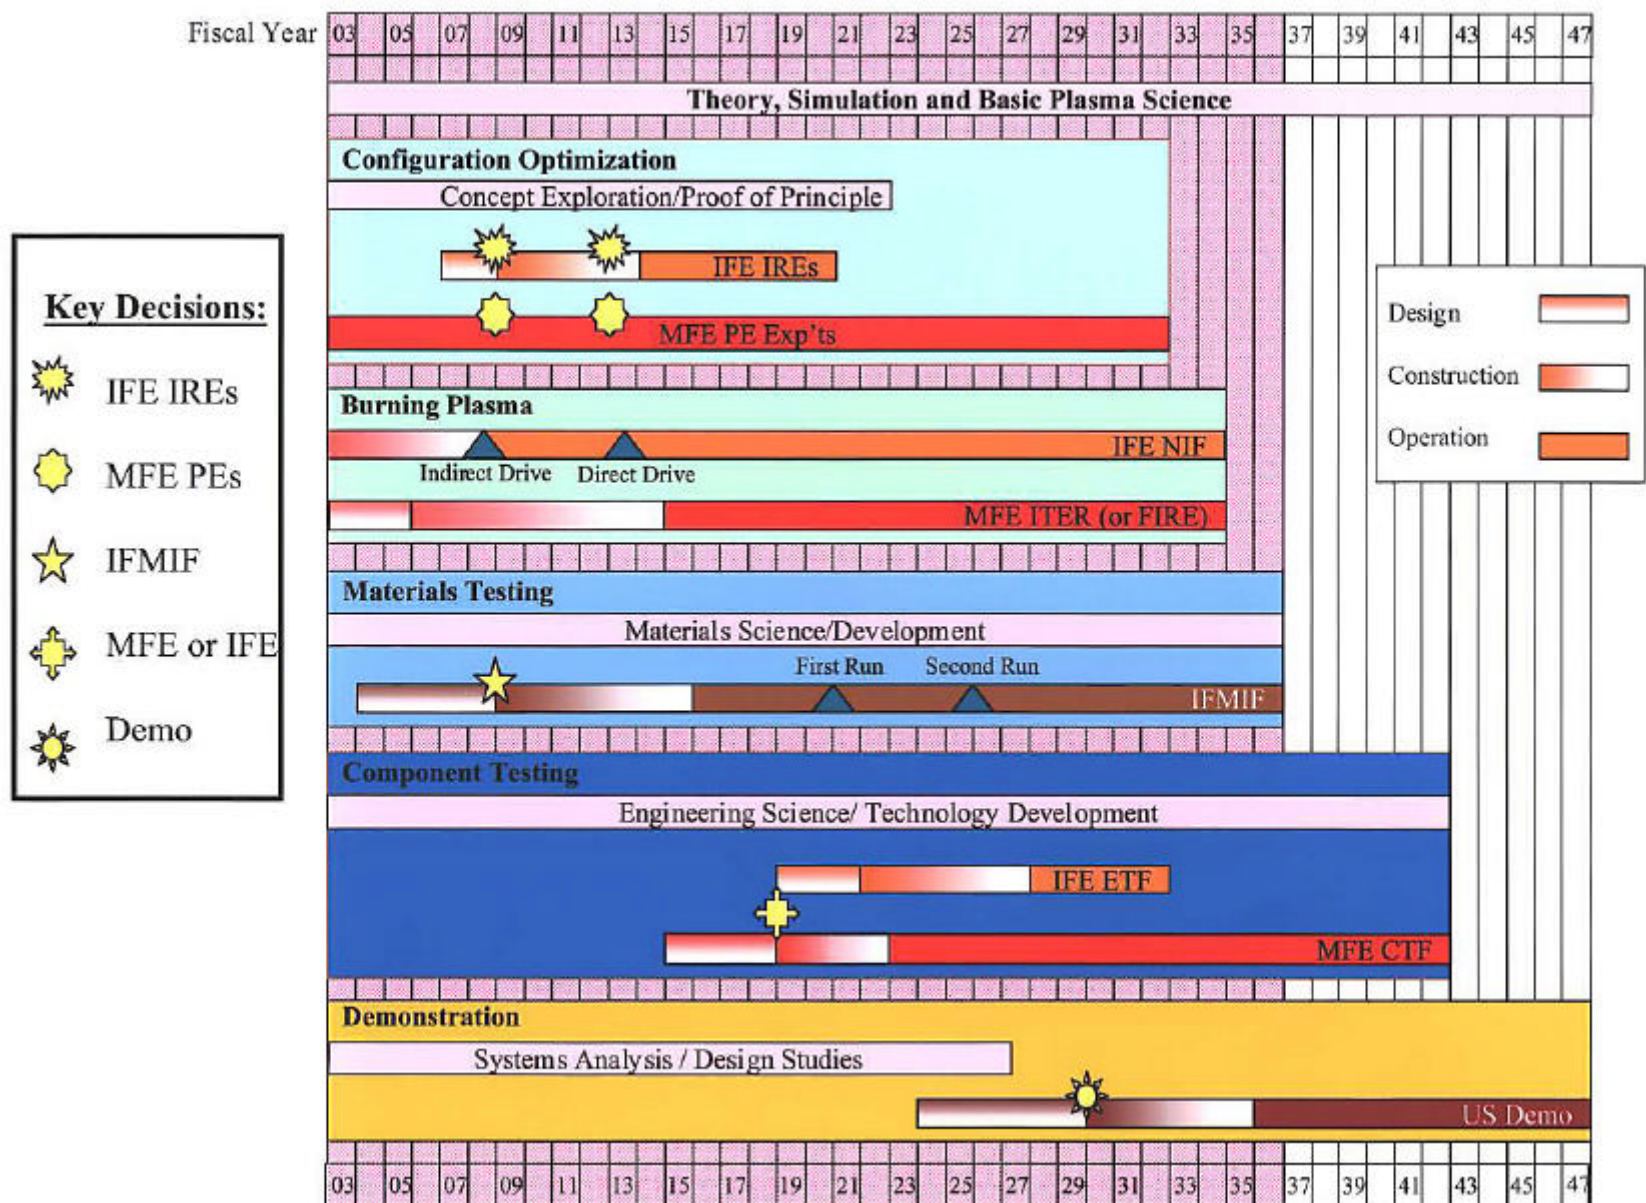 Fiscal Year 03 05 07 09 11 13 15 17 19 21 23 25 27 29 31 33 35 37 39 41 43 45 47
Theory, Simulation and Basic Plasma Science
Configuration Optimization
Concept Exploration/Proof of Principle
IFE IREs
MFE PE Exp'ts
Burning Plasma
IFE NIF
Indirect Drive Direct Drive
MFE ITER (or FIRE)
Materials Testing
Materials Science/Development
First Run Second Run
IFMIF
Component Testing
Engineering Science/ Technology Development
IFE ETF
MFE CTF
Demonstration
Systems Analysis / Design Studies
US Demo
03 05 07 09 11 13 15 17 19 21 23 25 27 29 31 33 35 37 39 41 43 45 47
Key Decisions:
IFE IREs
MFE PEs
IFMIF
MFE or IFE
Demo
Design
Construction
Operation